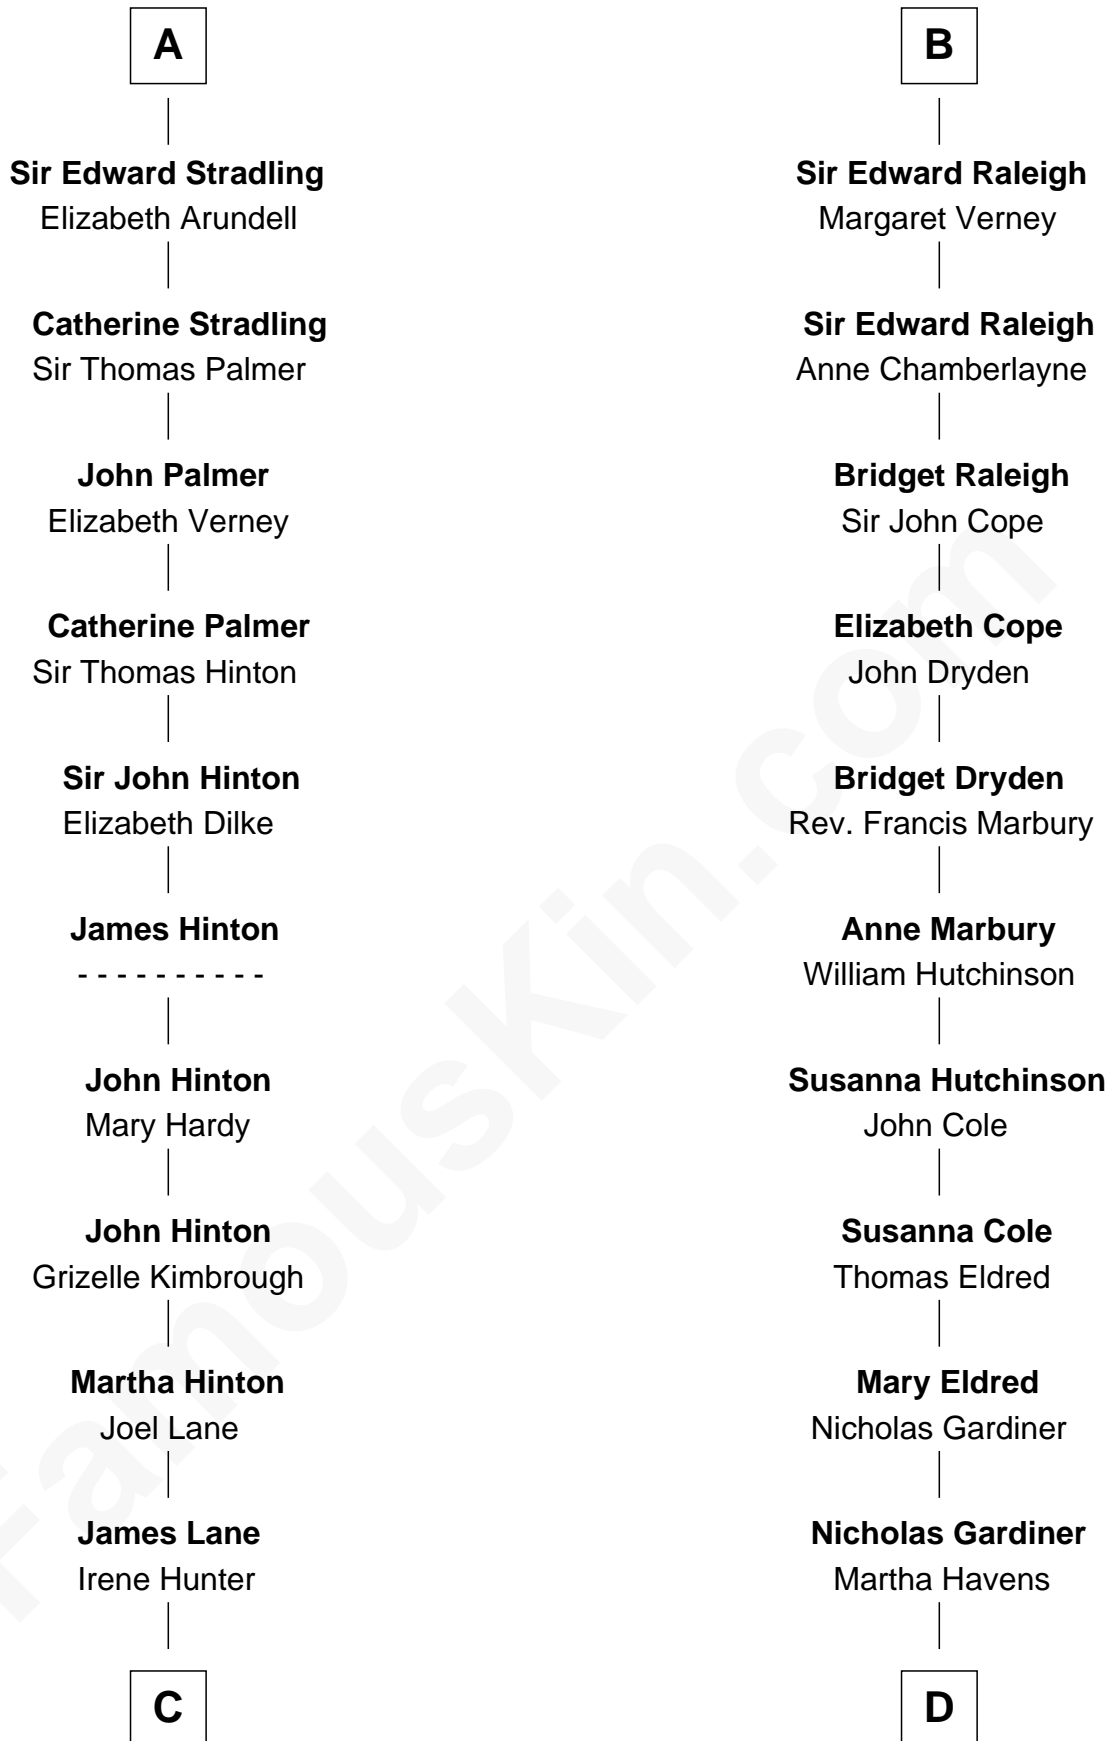 A
Sir Edward Stradling
Elizabeth Arundell
Catherine Stradling
Sir Thomas Palmer
John Palmer
Elizabeth Verney
Catherine Palmer
Sir Thomas Hinton
Sir John Hinton
Elizabeth Dilke
James Hinton
- - - - - - - - - -
John Hinton
Mary Hardy
John Hinton
Grizelle Kimbrough
Martha Hinton
Joel Lane
James Lane
Irene Hunter
C
B
Sir Edward Raleigh
Margaret Verney
Sir Edward Raleigh
Anne Chamberlayne
Bridget Raleigh
Sir John Cope
Elizabeth Cope
John Dryden
Bridget Dryden
Rev. Francis Marbury
Anne Marbury
William Hutchinson
Susanna Hutchinson
John Cole
Susanna Cole
Thomas Eldred
Mary Eldred
Nicholas Gardiner
Nicholas Gardiner
Martha Havens
D
FamousKin.com